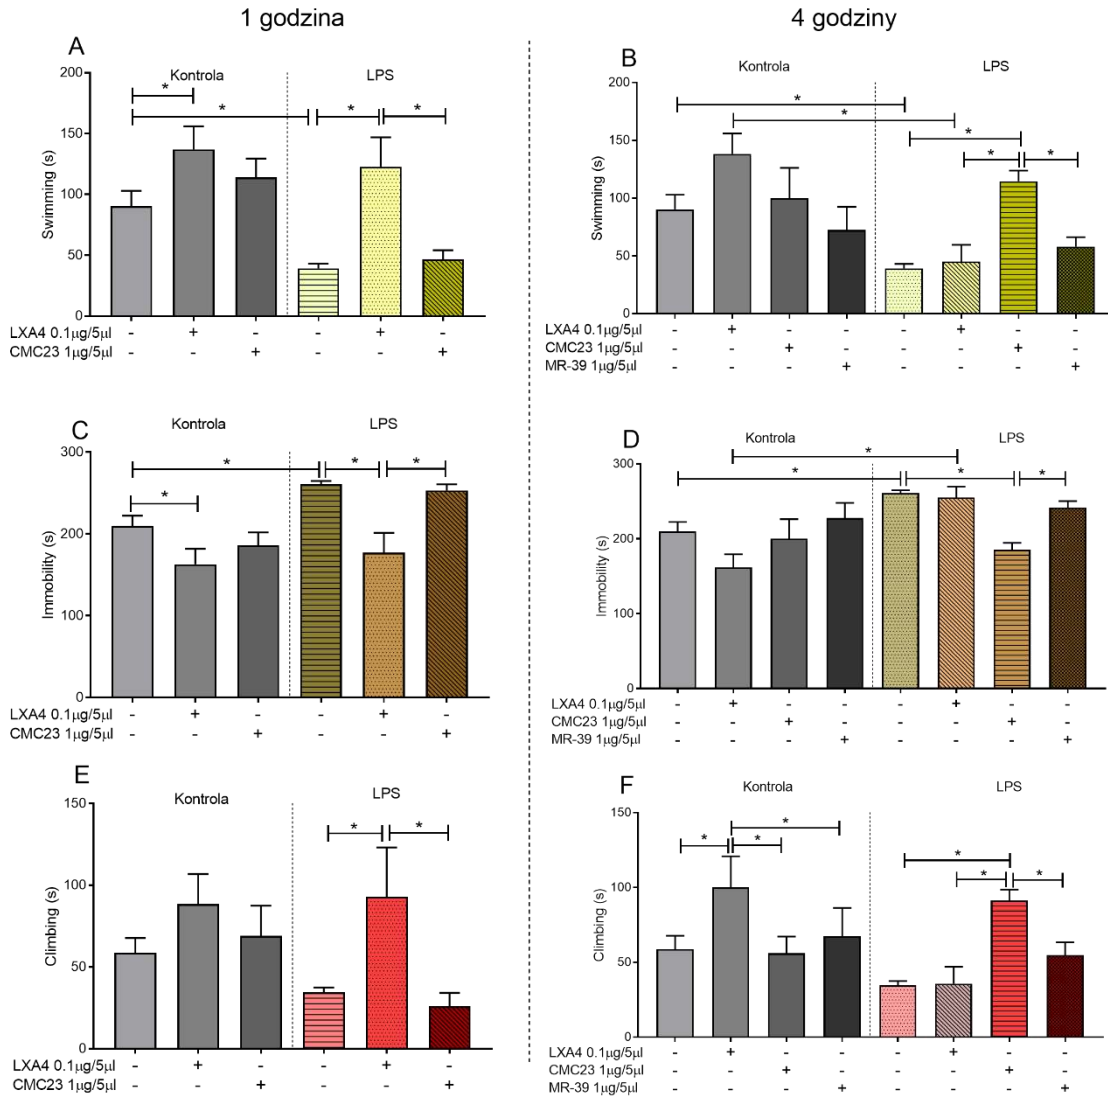 1 godzina
4 godziny
A
Kontrola
LPS
200
150
100
50
0
Swimming (s)
* * * *
LXA4 0.1µg/5µl - + - - + -
CMC23 1µg/5µl - - + - - +
B
Kontrola
LPS
200
150
100
50
0
Swimming (s)
* * * * *
LXA4 0.1µg/5µl - + - - - + - -
CMC23 1µg/5µl - - + - - - + -
MR-39 1µg/5µl - - - + - - - +
C
Kontrola
LPS
300
200
100
0
Immobility (s)
* * * *
LXA4 0.1µg/5µl - + - - + -
CMC23 1µg/5µl - - + - - +
D
Kontrola
LPS
300
200
100
0
Immobility (s)
* * * *
LXA4 0.1µg/5µl - + - - - + - -
CMC23 1µg/5µl - - + - - - + -
MR-39 1µg/5µl - - - + - - - +
E
Kontrola
LPS
150
100
50
0
Climbing (s)
* *
LXA4 0.1µg/5µl - + - - + -
CMC23 1µg/5µl - - + - - +
F
Kontrola
LPS
150
100
50
0
Climbing (s)
* * * * * *
LXA4 0.1µg/5µl - + - - - + - -
CMC23 1µg/5µl - - + - - - + -
MR-39 1µg/5µl - - - + - - - +